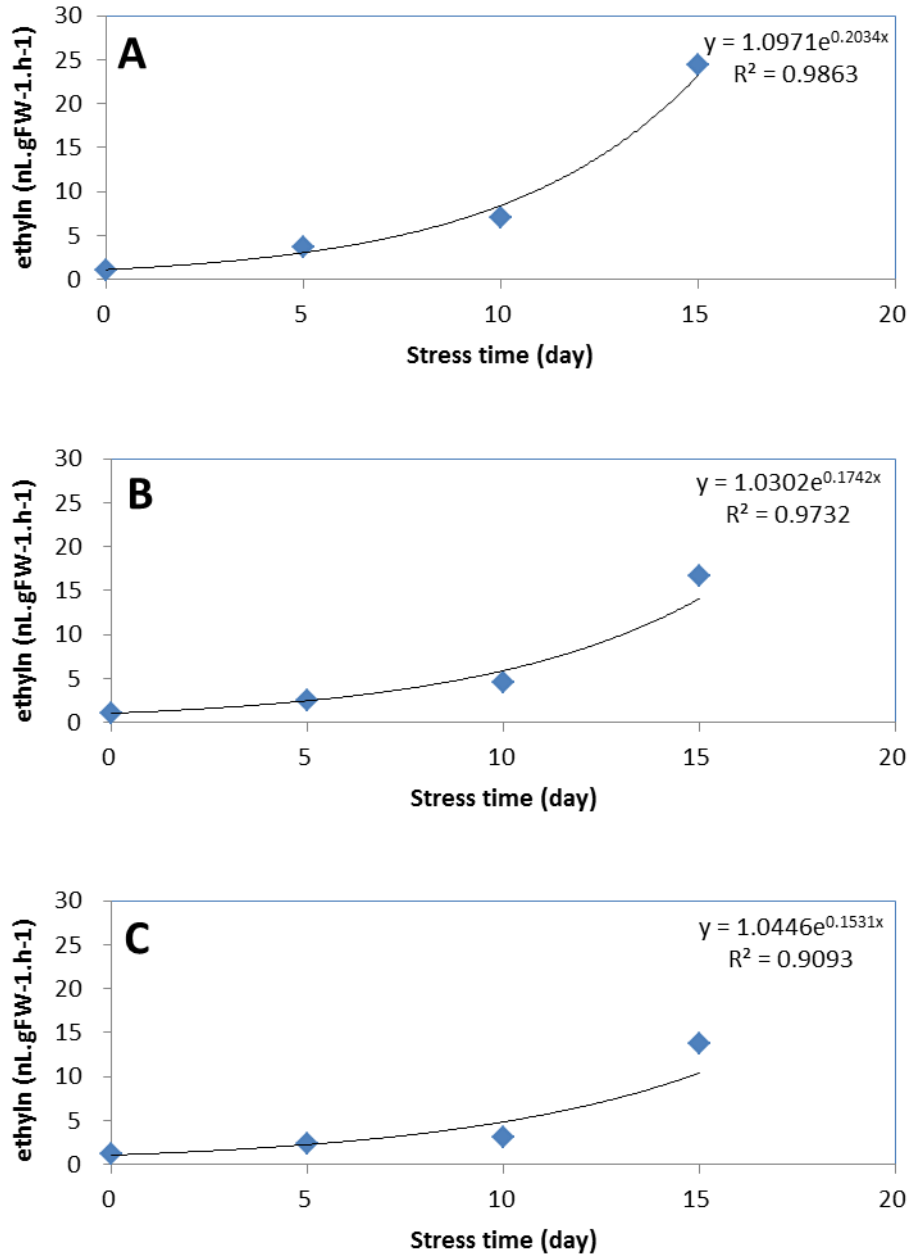 A
y = 1.0971e^0.2034x
R² = 0.9863
ethyln (nL.gFW-1.h-1)
30
25
20
15
10
5
0
0 5 10 15 20
Stress time (day)
B
y = 1.0302e^0.1742x
R² = 0.9732
ethyln (nL.gFW-1.h-1)
30
25
20
15
10
5
0
0 5 10 15 20
Stress time (day)
C
y = 1.0446e^0.1531x
R² = 0.9093
ethyln (nL.gFW-1.h-1)
30
25
20
15
10
5
0
0 5 10 15 20
Stress time (day)